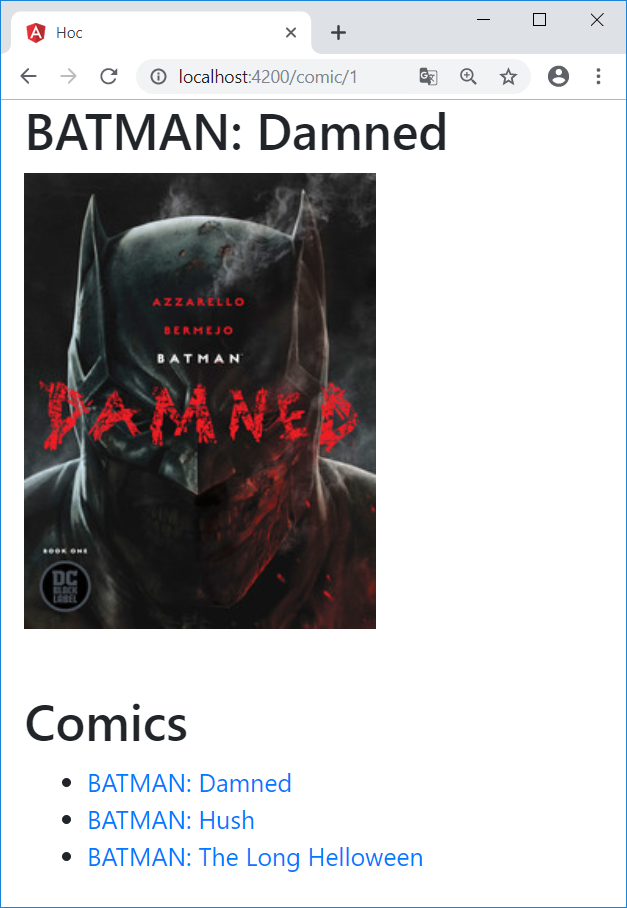 Hoc
localhost:4200/comic/1
BATMAN: Damned
AZZARELLO
BERMEJO
BATMAN
DAMNED
BOOK ONE
DC
BLACK
LABEL
Comics
BATMAN: Damned
BATMAN: Hush
BATMAN: The Long Helloween